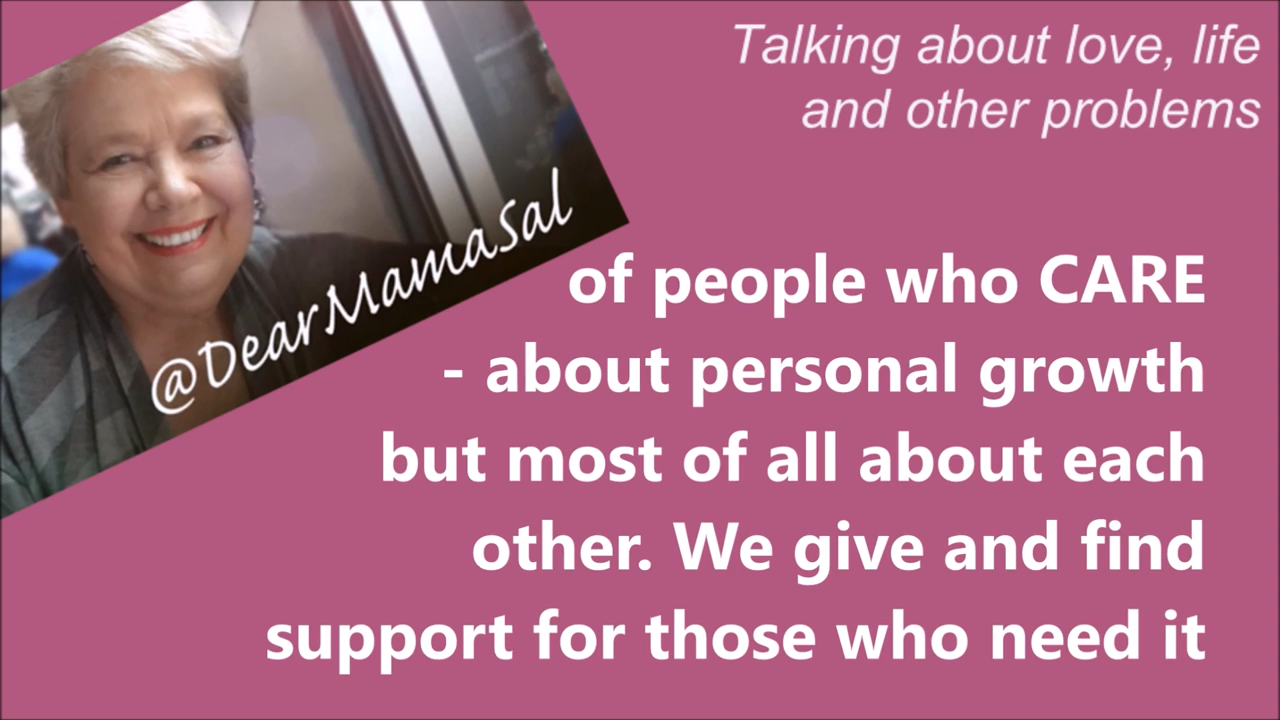 Talking about love, life
and other problems
@DearMamaSal
of people who CARE
- about personal growth
but most of all about each
other. We give and find
support for those who need it